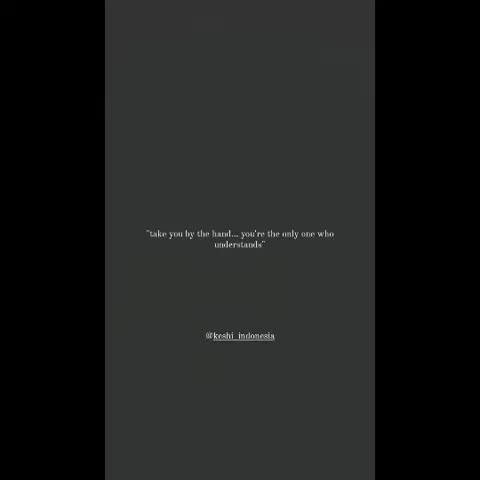 "take you by the hand... you're the only one who
understands"
@keshi_indonesia